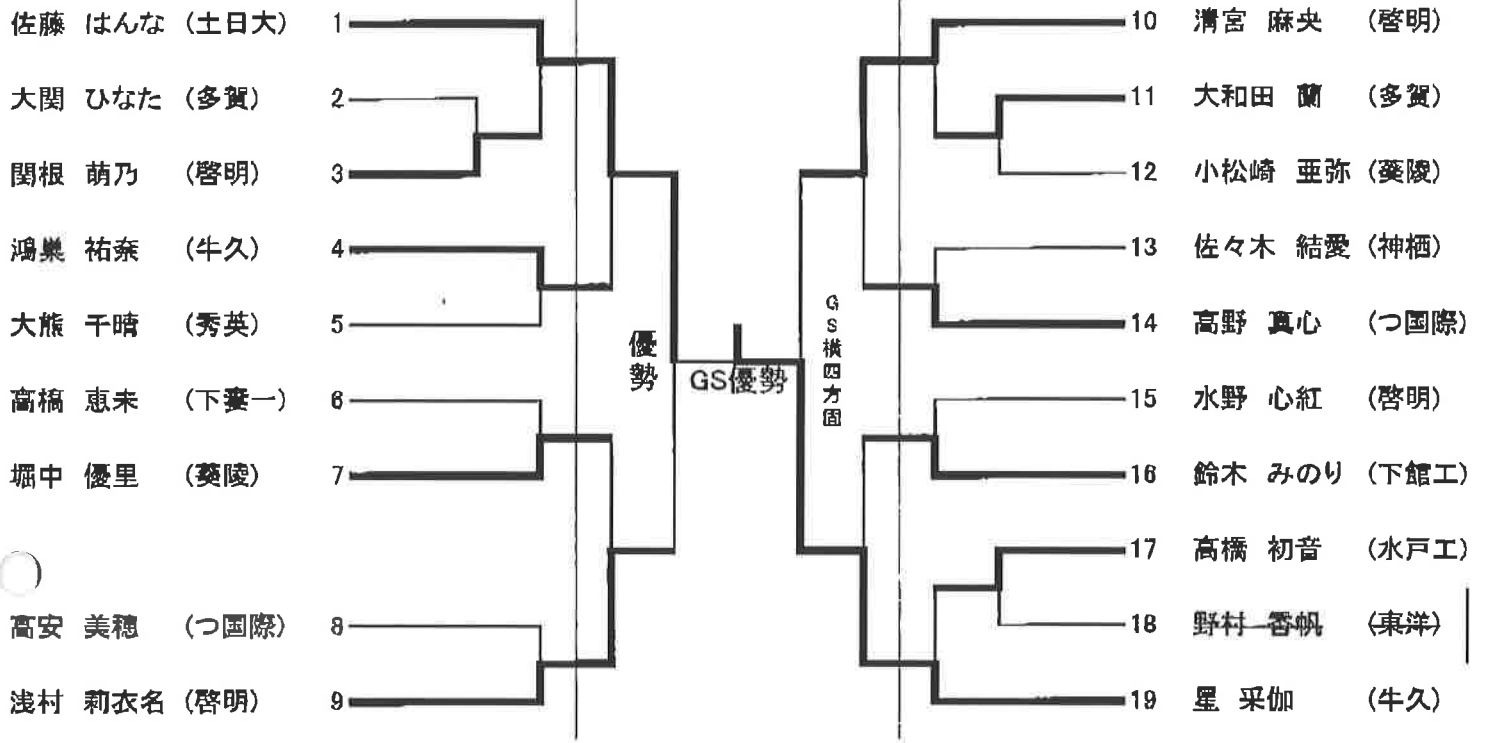 佐藤 はんな (土日大) 1
大関 ひなた (多賀) 2
関根 萌乃 (啓明) 3
鴻巣 祐奈 (牛久) 4
大熊 千晴 (秀英) 5
高橋 恵未 (下妻一) 6
堀中 優里 (葵陵) 7
高安 美穂 (つ国際) 8
浅村 莉衣名 (啓明) 9
優勢
GS優勢
GS横四方固
10 清宮 麻央 (啓明)
11 大和田 蘭 (多賀)
12 小松崎 亜弥 (葵陵)
13 佐々木 結愛 (神栖)
14 高野 真心 (つ国際)
15 水野 心紅 (啓明)
16 鈴木 みのり (下館工)
17 高橋 初音 (水戸工)
18 野村 香帆 (東洋)
19 星 采伽 (牛久)